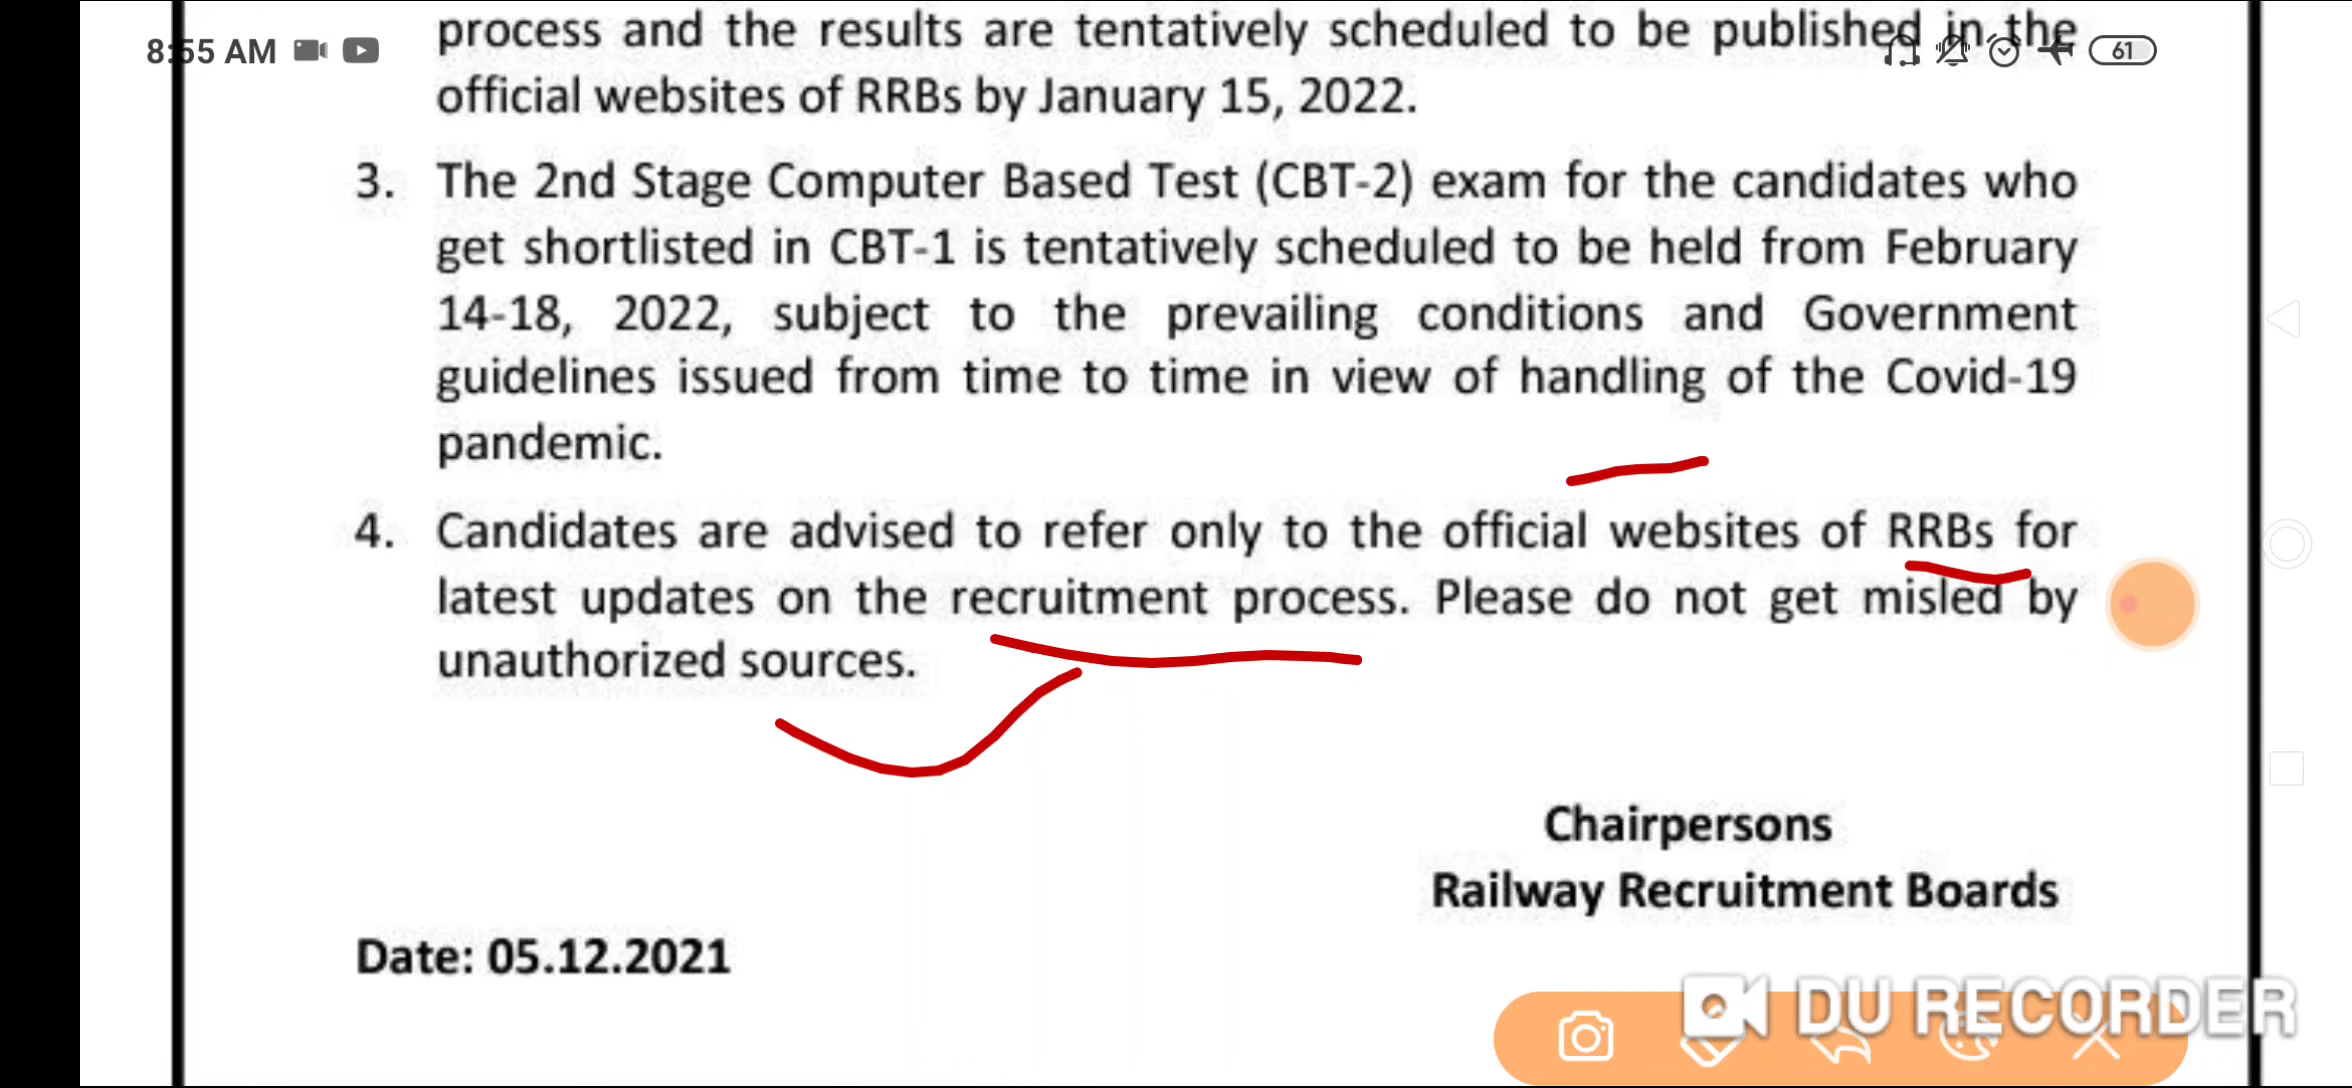 process and the results are tentatively scheduled to be published in the
8:55 AM
61
official websites of RRBs by January 15, 2022.
3. The 2nd Stage Computer Based Test (CBT-2) exam for the candidates who
get shortlisted in CBT-1 is tentatively scheduled to be held from February
14-18, 2022, subject to the prevailing conditions and Government
guidelines issued from time to time in view of handling of the Covid-19
pandemic.
4. Candidates are advised to refer only to the official websites of RRBs for
latest updates on the recruitment process. Please do not get misled by
unauthorized sources.
Chairpersons
Railway Recruitment Boards
Date: 05.12.2021
DU RECORDER